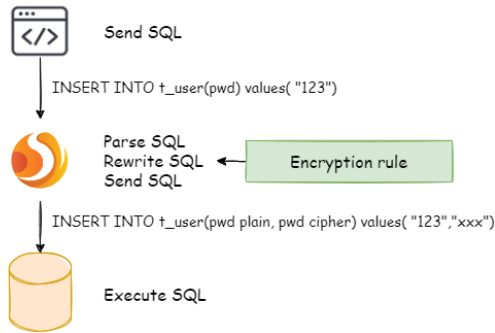 </>
Send SQL
INSERT INTO t_user(pwd) values( "123")
Parse SQL
Rewrite SQL
Send SQL
Encryption rule
INSERT INTO t_user(pwd plain, pwd cipher) values( "123","xxx")
Execute SQL